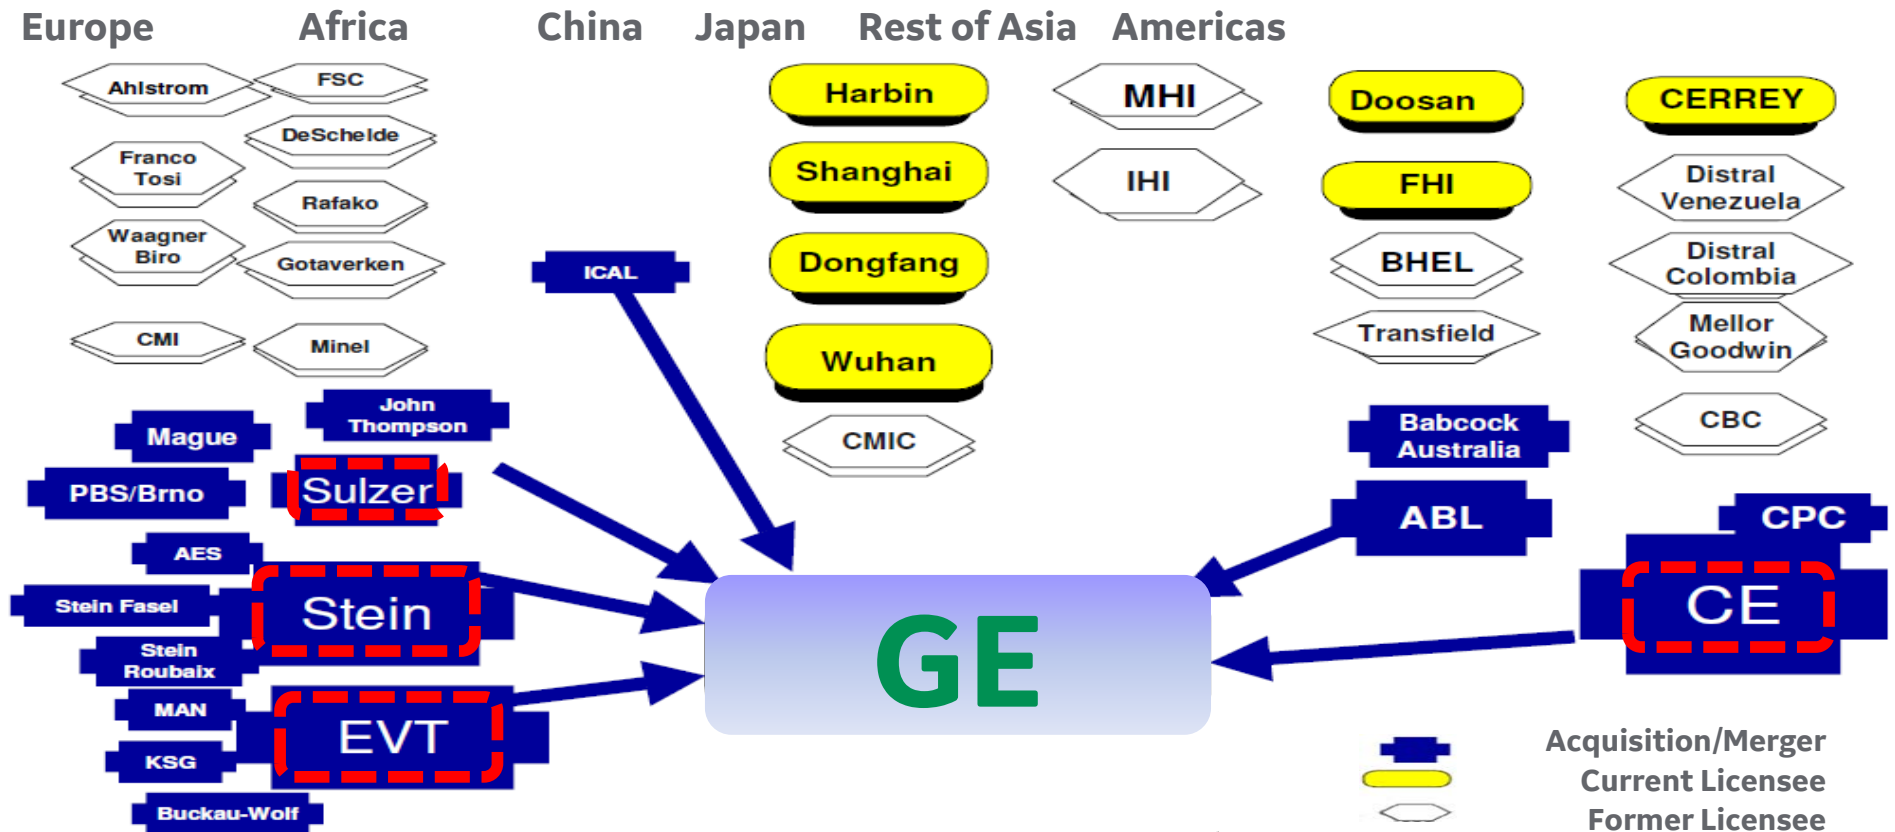 Europe Africa China Japan Rest of Asia Americas
Ahlstrom
FSC
DeSchelde
Franco
Tosi
Rafako
Waagner
Biro
Gotaverken
CMI
Minel
ICAL
Harbin
Shanghai
Dongfang
Wuhan
CMIC
MHI
IHI
Doosan
FHI
BHEL
Transfield
CERREY
Distral
Venezuela
Distral
Colombia
Mellor
Goodwin
CBC
John
Thompson
Mague
PBS/Brno
Sulzer
AES
Stein Fasel
Stein
Stein
Roubaix
MAN
EVT
KSG
Buckau-Wolf
Babcock
Australia
ABL
CPC
CE
GE
Acquisition/Merger
Current Licensee
Former Licensee